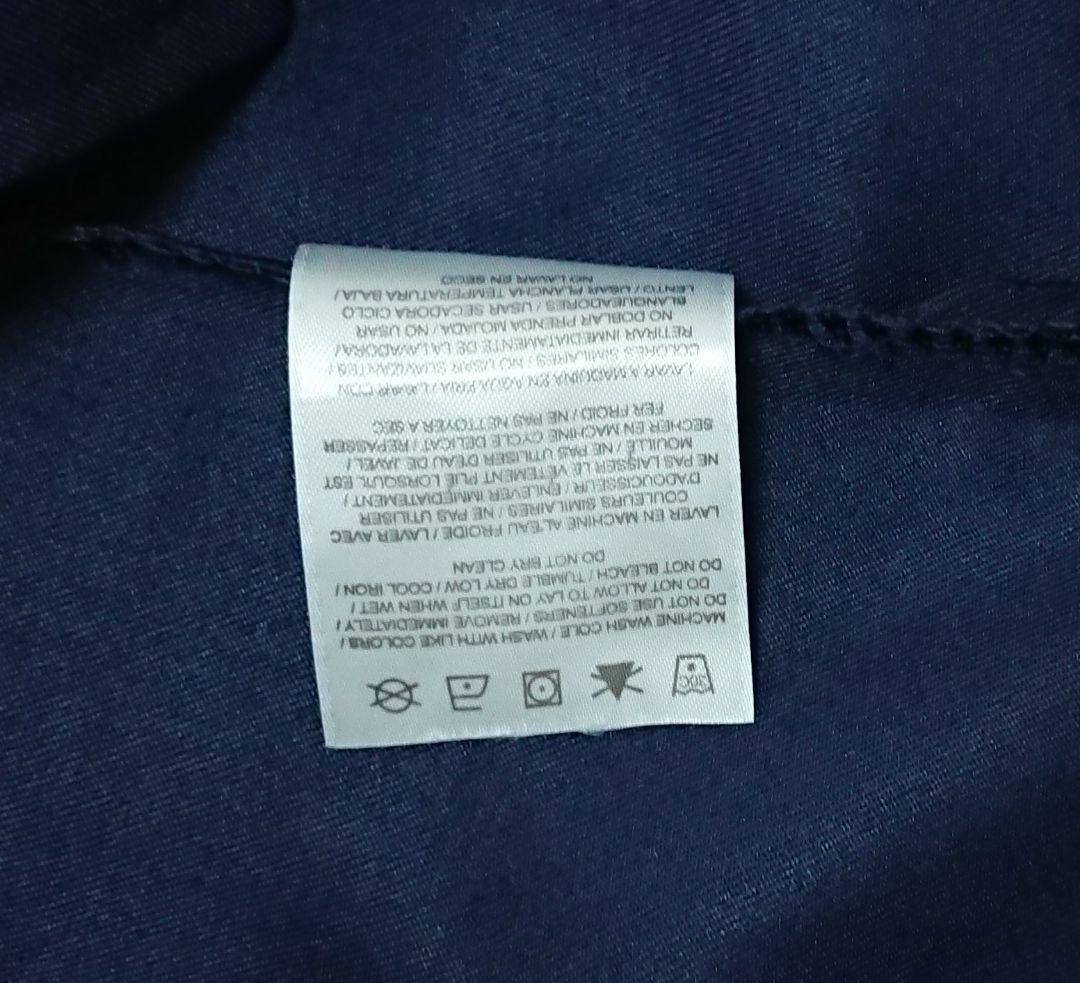 30C
MACHINE WASH COLE / WASH WITH LIKE COLORS /
DO NOT USE SOFTENERS / REMOVE IMMEDIATELY /
DO NOT ALLOW TO LAY ON ITSELF WHEN WET /
DO NOT BLEACH / TUMBLE DRY LOW / COOL IRON /
DO NOT BRY CLEAN
LAVER EN MACHINE AL'EAU FROIDE / LAVER AVEC
COULEURS SIMILAIRES / NE PAS UTILISER
D'ADOUCISSEUR / ENLEVER IMMEDIATEMENT /
NE PAS LAISSER LE VETEMENT PLIE LORSQU'IL EST
MOUILLE / NE PAS UTILISER D'EAU DE JAVEL /
SECHER EN MACHINE CYCLE DELICAT / REPASSER
FER FROID / NE PAS NETTOYER A SEC
LAVAR A MAQUINA EN AGUA FRIA / LAVAR CON
COLORES SIMILARES / NO USAR SUAVIZANTES /
RETIRAR INMEDIATAMENTE DE LA LAVADORA /
NO DOBLAR PRENDA MOJADA / NO USAR
BLANQUEADORES / USAR SECADORA CICLO
LENTO / USAR PLANCHA TEMPERATURA BAJA /
NO LAVAR EN SECO